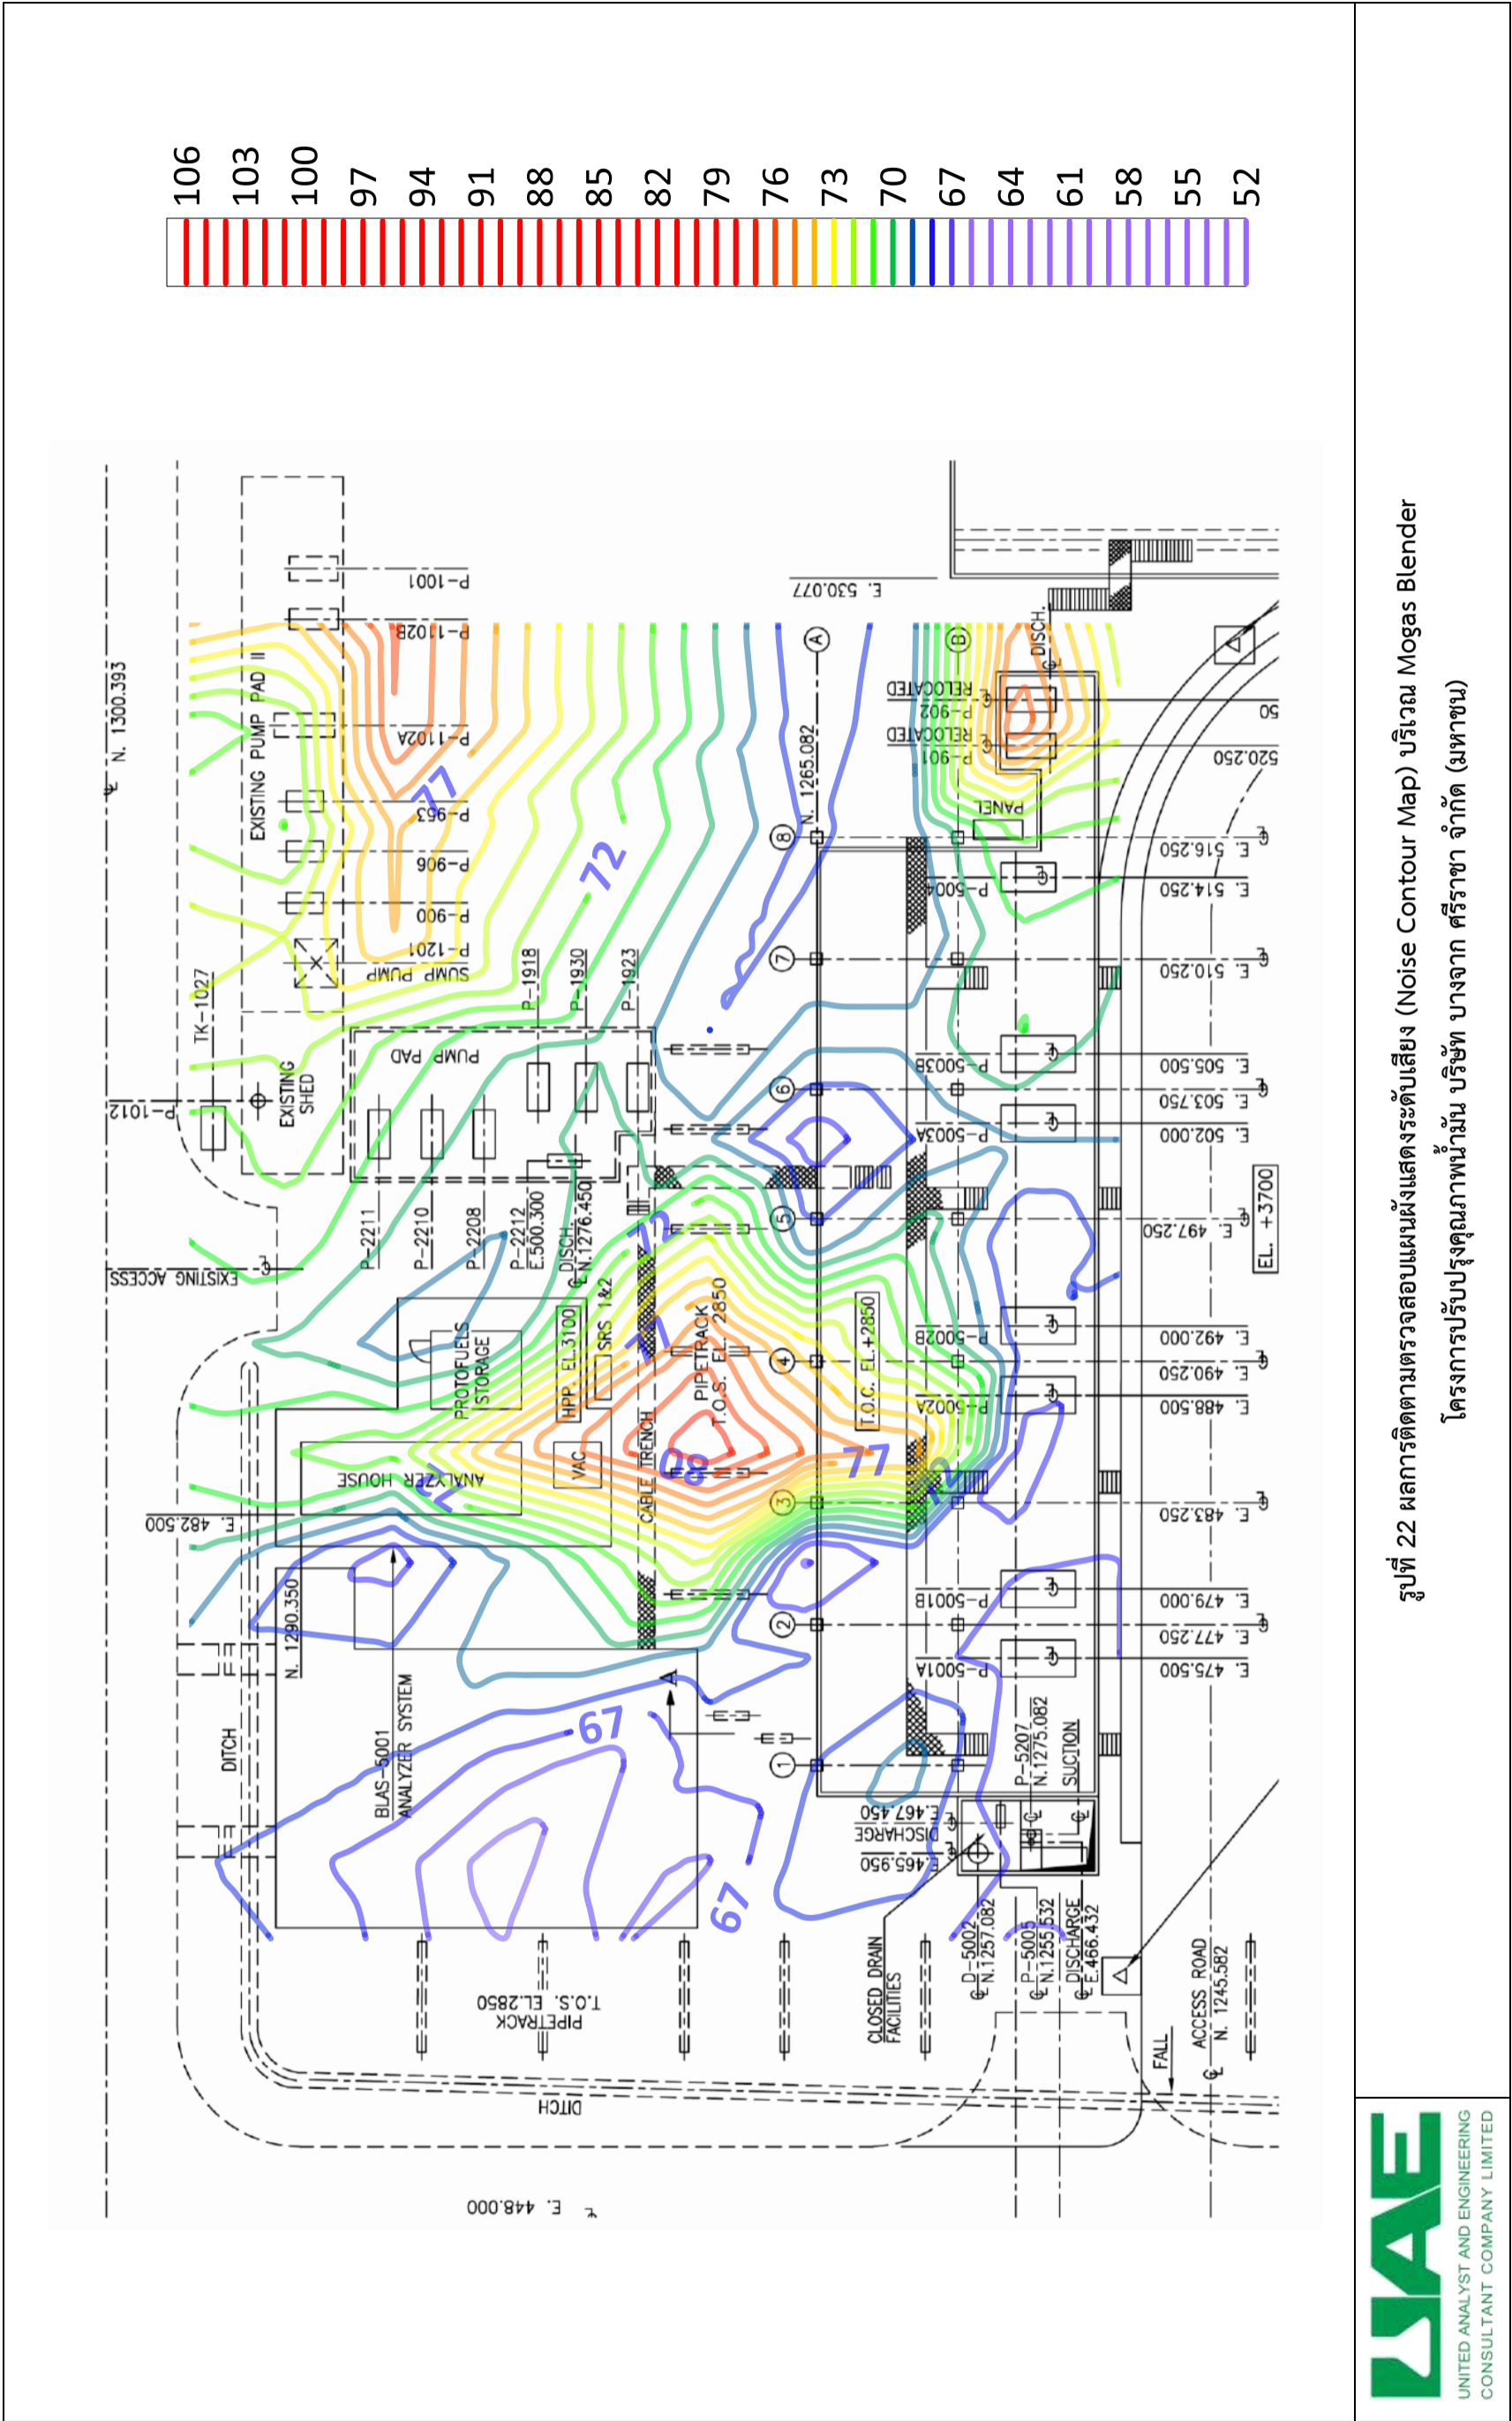 106
103
100
97
94
91
88
85
82
79
76
73
70
67
64
61
58
55
52
℄ N. 1300.393
EXISTING PUMP PAD II
P-1001
P-1102B
P-1102A
P-953
P-906
P-900
P-1201
SUMP PUMP
TK-1027
P-1012
EXISTING
SHED
PUMP PAD
P-1918
P-1930
P-1923
P-2211
P-2210
P-2208
P-2212
E.500.300
℄ DISCH.
N.1276.450
EXISTING ACCESS
PROTOFUELS
STORAGE
HPP. EL.3100
SRS 1&2
VAC
ANALYZER HOUSE
CABLE TRENCH
PIPETRACK
T.O.S. EL. 2850
T.O.C. EL.+2850
E. 482.500
N. 1290.350
BLAS-5001
ANALYZER SYSTEM
DITCH
A
77
72
72
77
80
77
67
67
E. 530.077
N. 1265.082
A
B
8
7
6
5
4
3
2
1
℄ DISCH.
P-902
RELOCATED
P-901
RELOCATED
PANEL
P-5004
P-5003B
P-5003A
P-5002B
P-5002A
P-5001B
P-5001A
50
520.250
E. 516.250
E. 514.250
E. 510.250
E. 505.500
E. 503.750
E. 502.000
E. 497.250
EL. +3700
E. 492.000
E. 490.250
E. 488.500
E. 483.250
E. 479.000
E. 477.250
E. 475.500
P-5207
N.1275.082
SUCTION
E.467.450
DISCHARGE
E.465.950
CLOSED DRAIN
FACILITIES
D-5002
N.1257.082
P-5005
N.1255.532
DISCHARGE
E.466.432
PIPETRACK
T.O.S. EL.2850
DITCH
FALL
ACCESS ROAD
℄ N. 1245.582
E. 448.000
รูปที่ 22 ผลการติดตามตรวจสอบแผนผังแสดงระดับเสียง (Noise Contour Map) บริเวณ Mogas Blender
โครงการปรับปรุงคุณภาพน้ำมัน บริษัท บางจาก ศรีราชา จำกัด (มหาชน)
UAE
UNITED ANALYST AND ENGINEERING
CONSULTANT COMPANY LIMITED